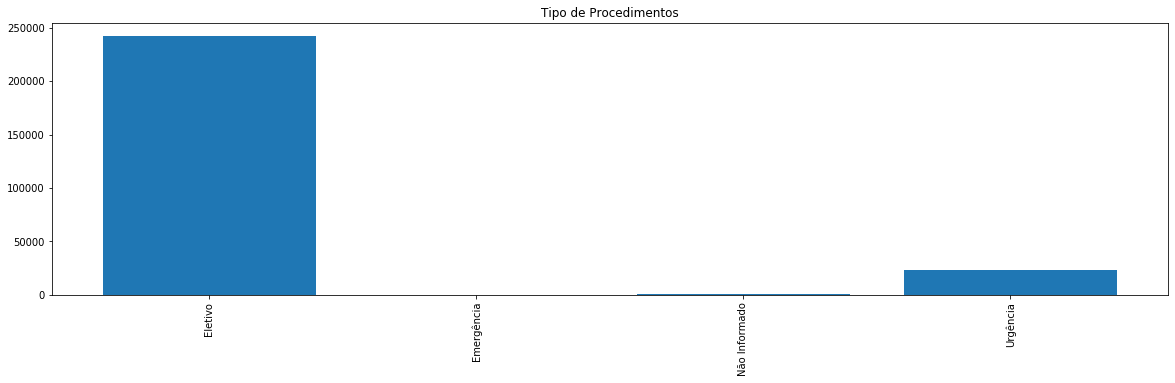 Tipo de Procedimentos
250000
200000
150000
100000
50000
0
Eletivo
Emergência
Não Informado
Urgência